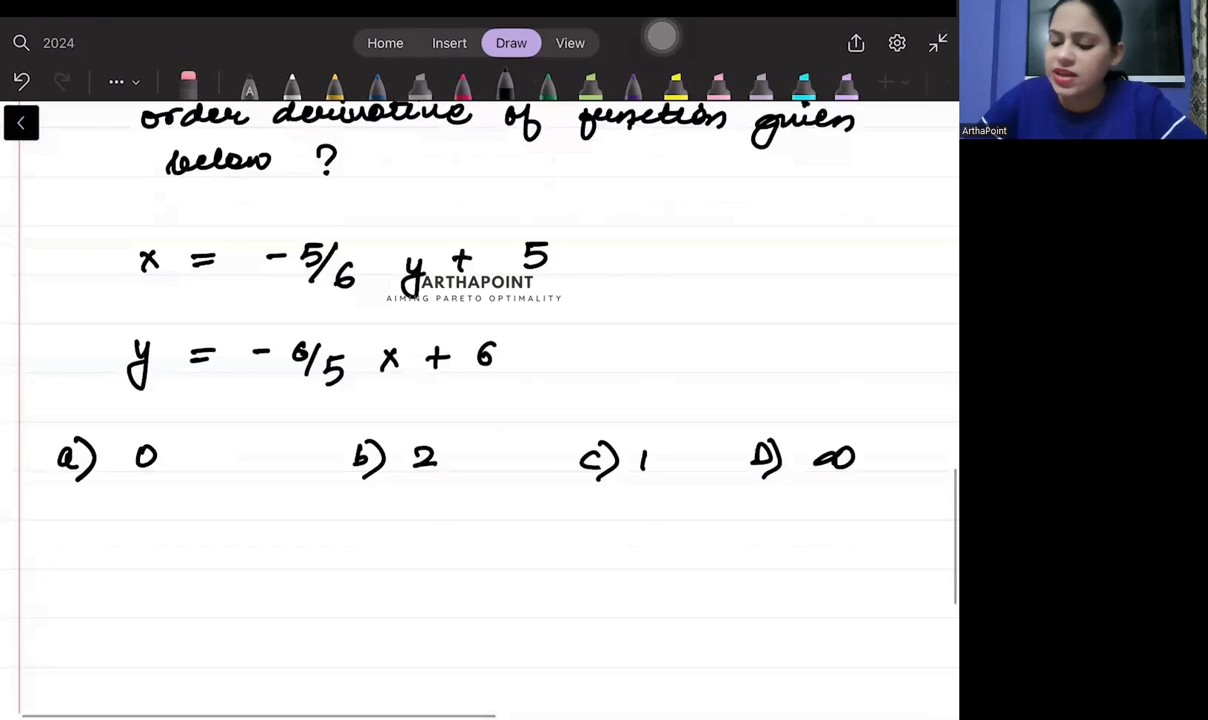 2024
Home Insert Draw View
order derivative of function given
below ?
x = - 5/6 y + 5
ARTHAPOINT
AIMING PARETO OPTIMALITY
y = - 6/5 x + 6
a) 0 b) 2 c) 1 D) ∞
ArthaPoint